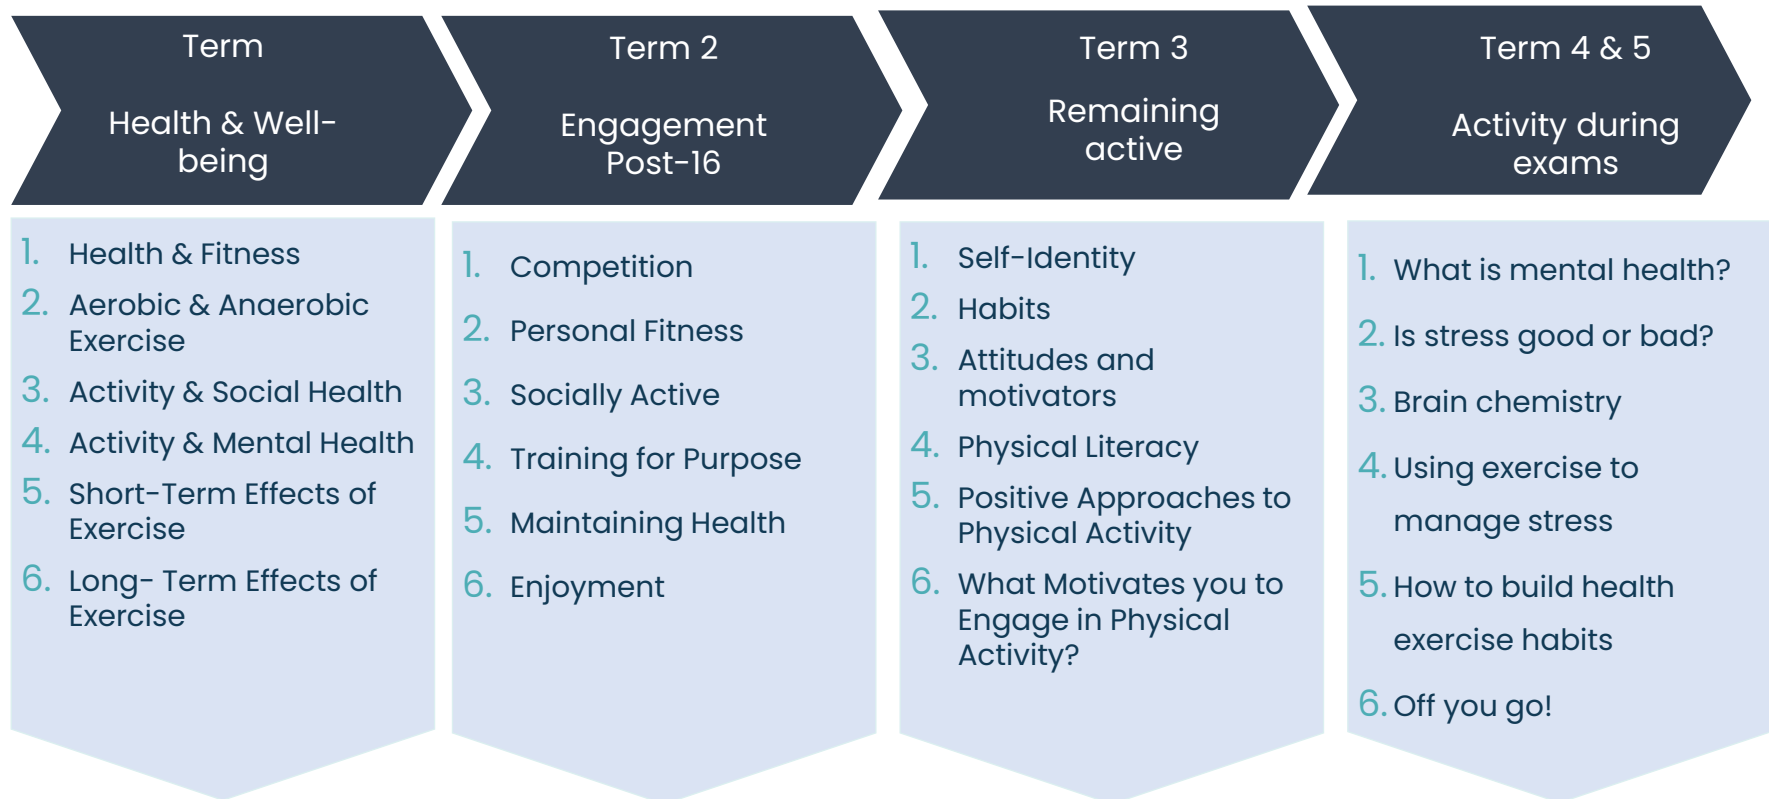 Term
Health & Well-
being
Term 2
Engagement
Post-16
Term 3
Remaining
active
Term 4 & 5
Activity during
exams
1. Health & Fitness
2. Aerobic & Anaerobic
Exercise
3. Activity & Social Health
4. Activity & Mental Health
5. Short-Term Effects of
Exercise
6. Long- Term Effects of
Exercise
1. Competition
2. Personal Fitness
3. Socially Active
4. Training for Purpose
5. Maintaining Health
6. Enjoyment
1. Self-Identity
2. Habits
3. Attitudes and
motivators
4. Physical Literacy
5. Positive Approaches to
Physical Activity
6. What Motivates you to
Engage in Physical
Activity?
1. What is mental health?
2. Is stress good or bad?
3. Brain chemistry
4. Using exercise to
manage stress
5. How to build health
exercise habits
6. Off you go!